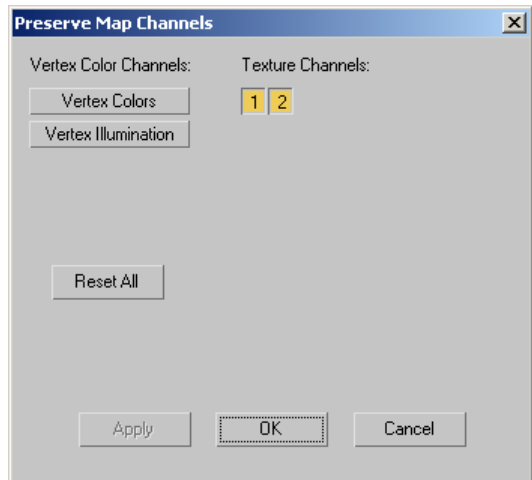 Preserve Map Channels
Vertex Color Channels: Texture Channels:
Vertex Colors 1 2
Vertex Illumination
Reset All
Apply OK Cancel